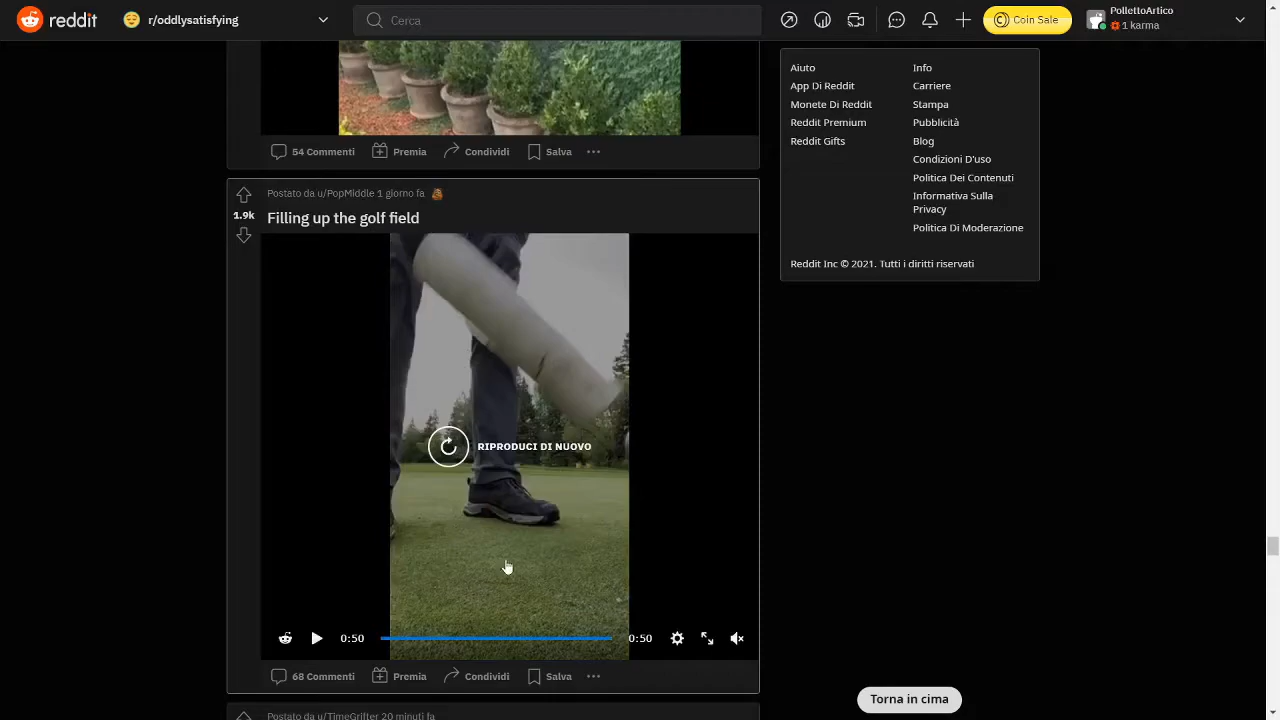 reddit
r/oddlysatisfying
Cerca
Coin Sale
PollettoArtico
1 karma
54 Commenti
Premia
Condividi
Salva
Postato da u/PopMiddle 1 giorno fa
1.9k
Filling up the golf field
RIPRODUCI DI NUOVO
0:50
0:50
68 Commenti
Premia
Condividi
Salva
Postato da u/TimeGrifter 20 minuti fa
Aiuto
App Di Reddit
Monete Di Reddit
Reddit Premium
Reddit Gifts
Info
Carriere
Stampa
Pubblicità
Blog
Condizioni D'uso
Politica Dei Contenuti
Informativa Sulla
Privacy
Politica Di Moderazione
Reddit Inc © 2021. Tutti i diritti riservati
Torna in cima